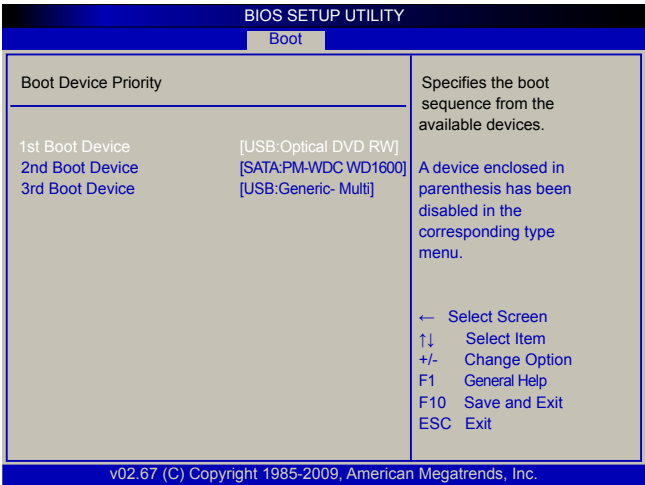 BIOS SETUP UTILITY
Boot
Boot Device Priority
1st Boot Device [USB:Optical DVD RW]
2nd Boot Device [SATA:PM-WDC WD1600]
3rd Boot Device [USB:Generic- Multi]
Specifies the boot
sequence from the
available devices.
A device enclosed in
parenthesis has been
disabled in the
corresponding type
menu.
← Select Screen
↑↓ Select Item
+/- Change Option
F1 General Help
F10 Save and Exit
ESC Exit
v02.67 (C) Copyright 1985-2009, American Megatrends, Inc.